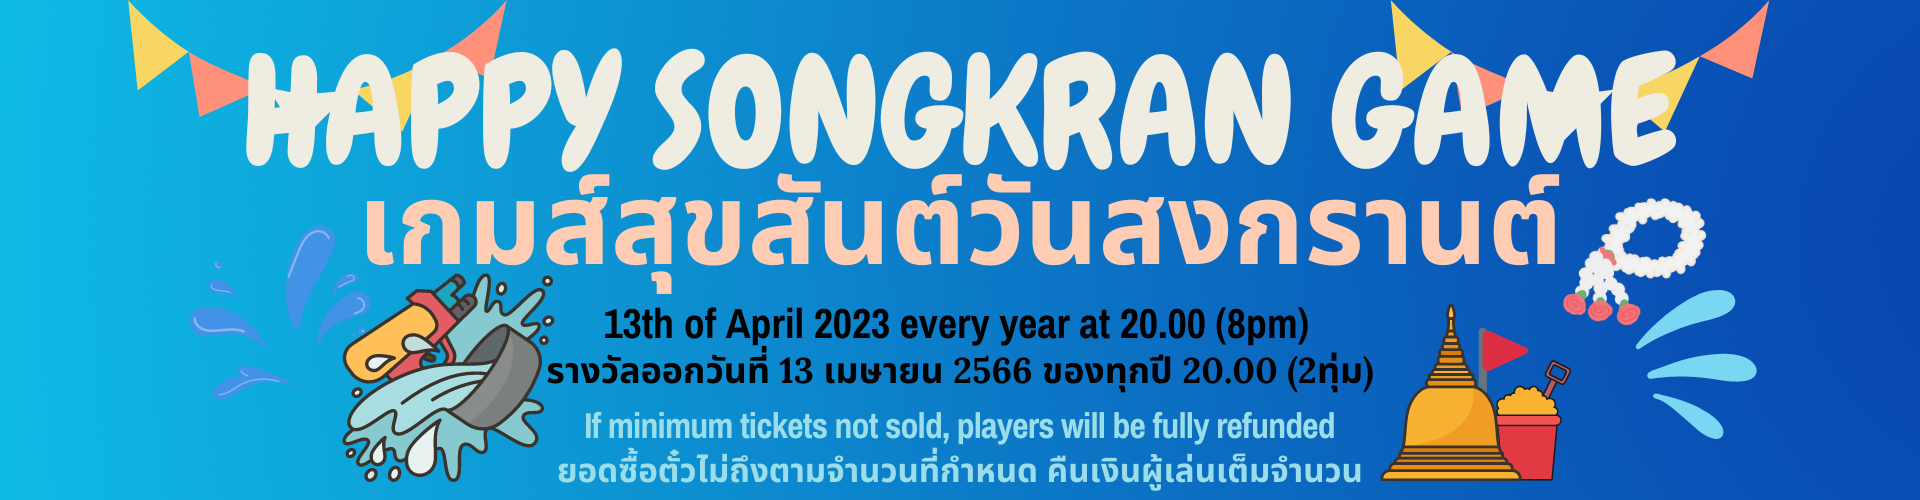 HAPPY SONGKRAN GAME
เกมส์สุขสันต์วันสงกรานต์
13th of April 2023 every year at 20.00 (8pm)
รางวัลออกวันที่ 13 เมษายน 2566 ของทุกปี 20.00 (2ทุ่ม)
If minimum tickets not sold, players will be fully refunded
ยอดซื้อตั๋วไม่ถึงตามจำนวนที่กำหนด คืนเงินผู้เล่นเต็มจำนวน